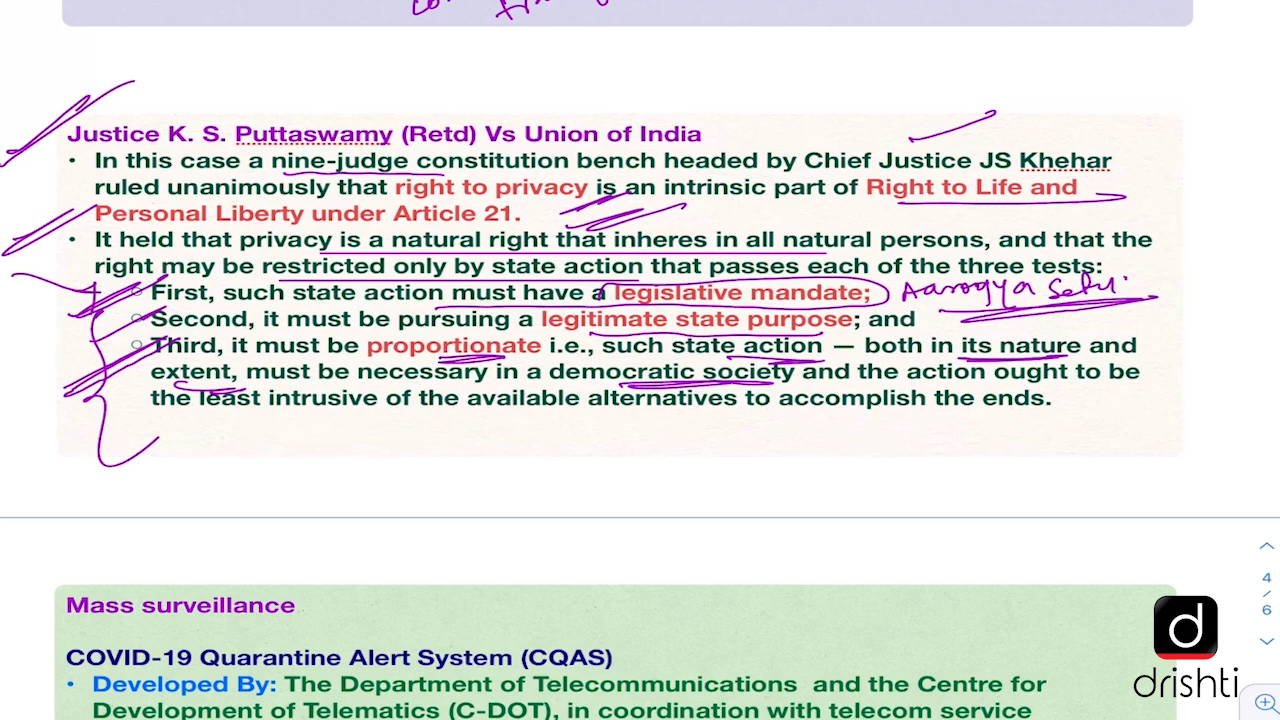 Justice K. S. Puttaswamy (Retd) Vs Union of India
• In this case a nine-judge constitution bench headed by Chief Justice JS Khehar
ruled unanimously that right to privacy is an intrinsic part of Right to Life and
Personal Liberty under Article 21.
• It held that privacy is a natural right that inheres in all natural persons, and that the
right may be restricted only by state action that passes each of the three tests:
○ First, such state action must have a legislative mandate; Aarogya Setu
○ Second, it must be pursuing a legitimate state purpose; and
○ Third, it must be proportionate i.e., such state action — both in its nature and
extent, must be necessary in a democratic society and the action ought to be
the least intrusive of the available alternatives to accomplish the ends.
4
/
6
Mass surveillance
COVID-19 Quarantine Alert System (CQAS)
• Developed By: The Department of Telecommunications and the Centre for
Development of Telematics (C-DOT), in coordination with telecom service
d
drishti